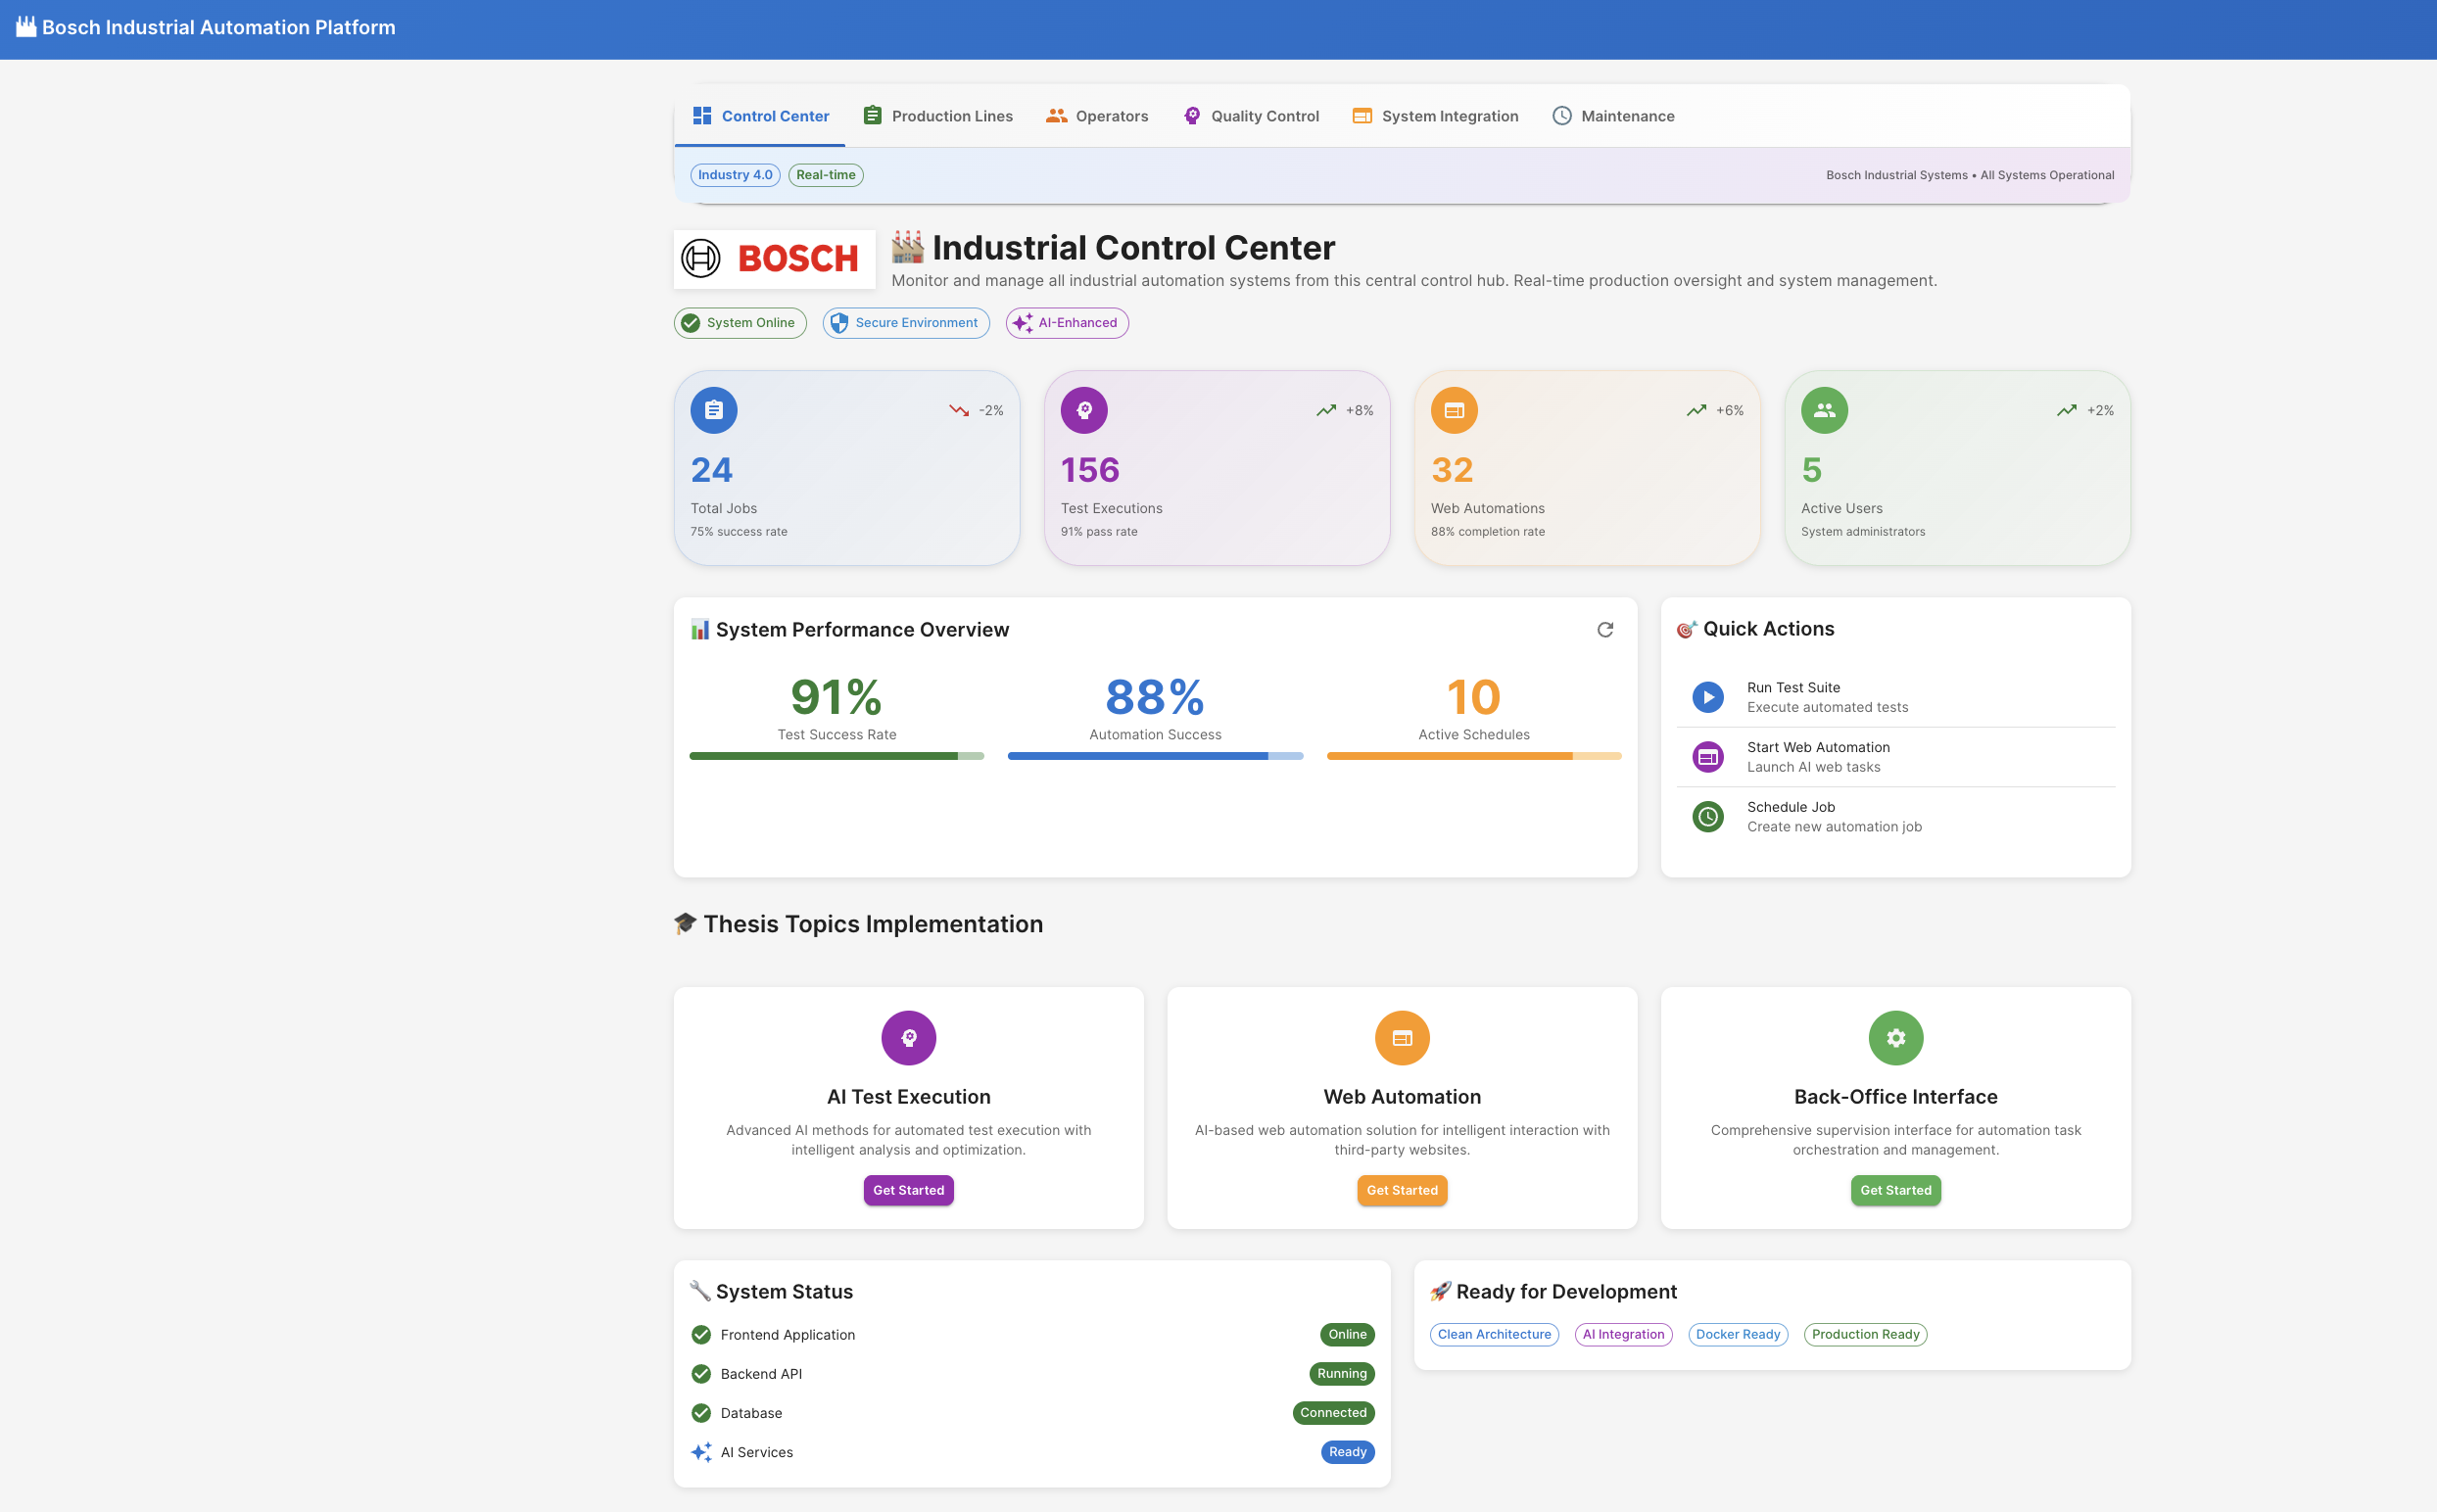 Bosch Industrial Automation Platform
Control Center
Production Lines
Operators
Quality Control
System Integration
Maintenance
Industry 4.0
Real-time
Bosch Industrial Systems • All Systems Operational
BOSCH
Industrial Control Center
Monitor and manage all industrial automation systems from this central control hub. Real-time production oversight and system management.
System Online
Secure Environment
AI-Enhanced
-2%
24
Total Jobs
75% success rate
+8%
156
Test Executions
91% pass rate
+6%
32
Web Automations
88% completion rate
+2%
5
Active Users
System administrators
System Performance Overview
91%
Test Success Rate
88%
Automation Success
10
Active Schedules
Quick Actions
Run Test Suite
Execute automated tests
Start Web Automation
Launch AI web tasks
Schedule Job
Create new automation job
Thesis Topics Implementation
AI Test Execution
Advanced AI methods for automated test execution with
intelligent analysis and optimization.
Get Started
Web Automation
AI-based web automation solution for intelligent interaction with
third-party websites.
Get Started
Back-Office Interface
Comprehensive supervision interface for automation task
orchestration and management.
Get Started
System Status
Frontend Application
Online
Backend API
Running
Database
Connected
AI Services
Ready
Ready for Development
Clean Architecture
AI Integration
Docker Ready
Production Ready